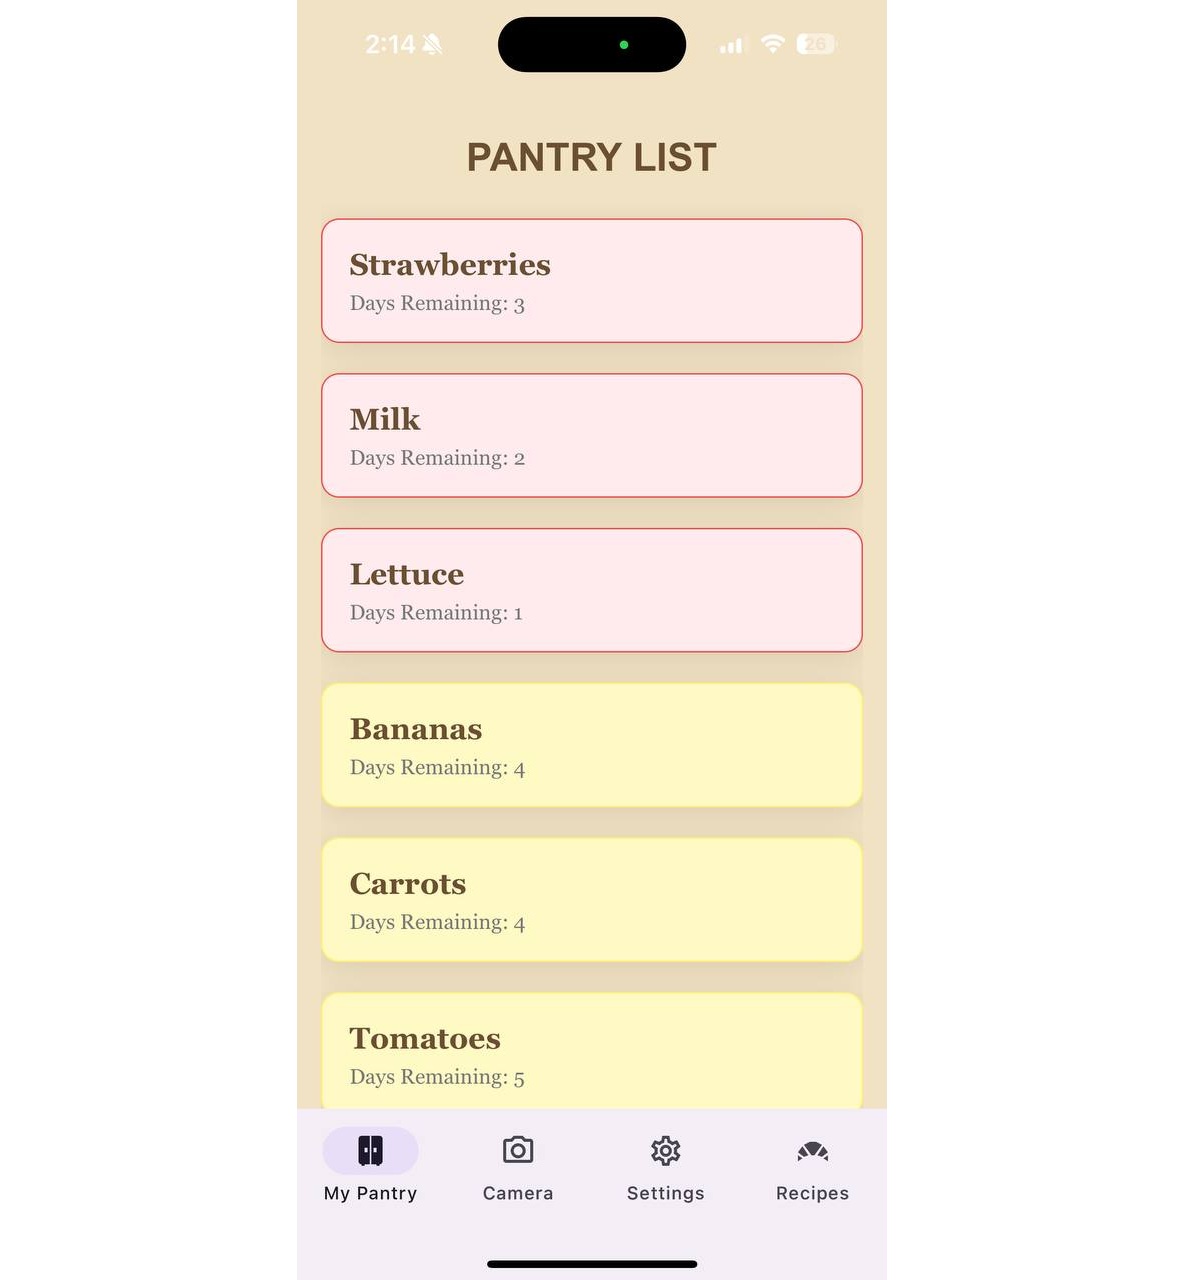 2:14
26
PANTRY LIST
Strawberries
Days Remaining: 3
Milk
Days Remaining: 2
Lettuce
Days Remaining: 1
Bananas
Days Remaining: 4
Carrots
Days Remaining: 4
Tomatoes
Days Remaining: 5
My Pantry
Camera
Settings
Recipes